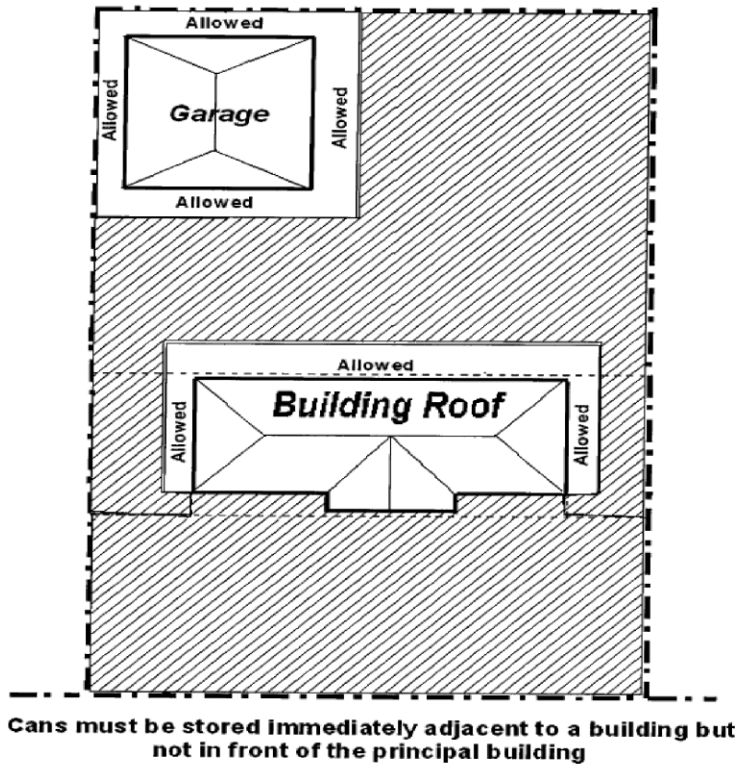 Allowed
Allowed
Garage
Allowed
Allowed
Allowed
Building Roof
Allowed
Allowed
Cans must be stored immediately adjacent to a building but
not in front of the principal building